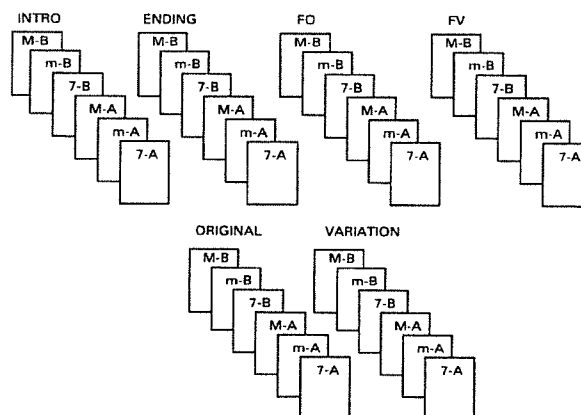 INTRO ENDING FO FV
M-B M-B M-B M-B
m-B m-B m-B m-B
7-B 7-B 7-B 7-B
M-A M-A M-A M-A
m-A m-A m-A m-A
7-A 7-A 7-A 7-A
ORIGINAL VARIATION
M-B M-B
m-B m-B
7-B 7-B
M-A M-A
m-A m-A
7-A 7-A